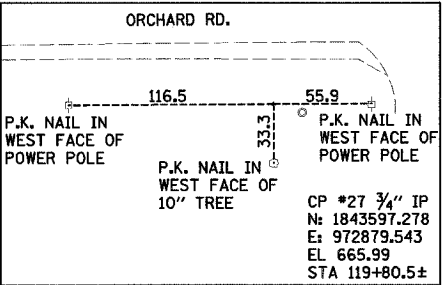 ORCHARD RD.
116.5
55.9
33.3
P.K. NAIL IN
WEST FACE OF
POWER POLE
P.K. NAIL IN
WEST FACE OF
POWER POLE
P.K. NAIL IN
WEST FACE OF
10" TREE
CP #27 3/4" IP
N: 1843597.278
E: 972879.543
EL 665.99
STA 119+80.5±